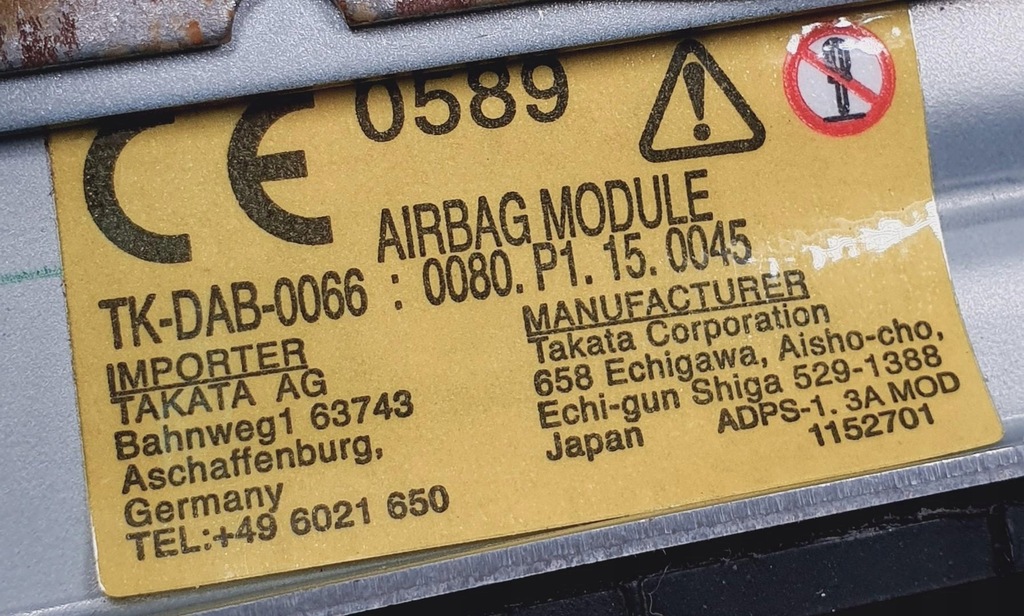 CE 0589
AIRBAG MODULE
TK-DAB-0066 : 0080. P1. 15. 0045
IMPORTER
TAKATA AG
Bahnweg1 63743
Aschaffenburg,
Germany
TEL:+49 6021 650
MANUFACTURER
Takata Corporation
658 Echigawa, Aisho-cho,
Echi-gun Shiga 529-1388
Japan
ADPS-1. 3A MOD
1152701